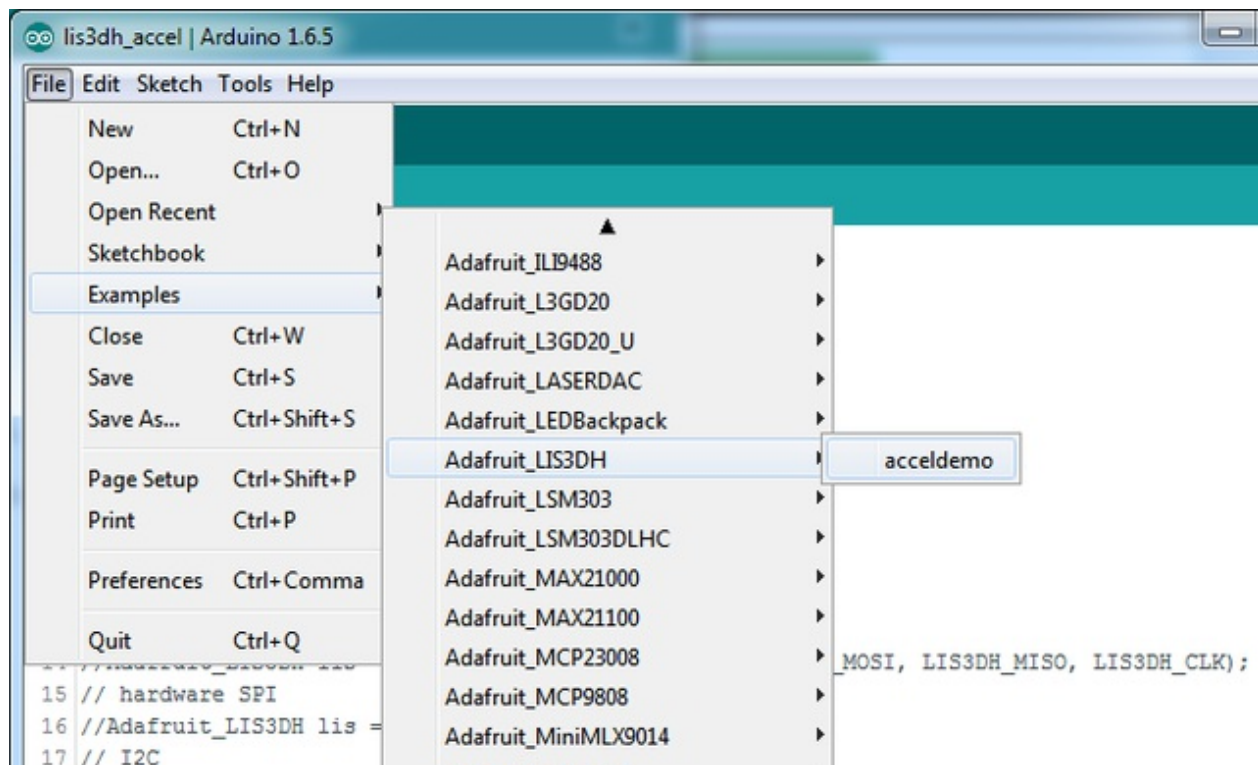 lis3dh_accel | Arduino 1.6.5
File Edit Sketch Tools Help
New Ctrl+N
Open... Ctrl+O
Open Recent
Sketchbook
Examples
Close Ctrl+W
Save Ctrl+S
Save As... Ctrl+Shift+S
Page Setup Ctrl+Shift+P
Print Ctrl+P
Preferences Ctrl+Comma
Quit Ctrl+Q
Adafruit_ILI9488
Adafruit_L3GD20
Adafruit_L3GD20_U
Adafruit_LASERDAC
Adafruit_LEDBackpack
Adafruit_LIS3DH
Adafruit_LSM303
Adafruit_LSM303DLHC
Adafruit_MAX21000
Adafruit_MAX21100
Adafruit_MCP23008
Adafruit_MCP9808
Adafruit_MiniMLX9014
acceldemo
_MOSI, LIS3DH_MISO, LIS3DH_CLK);
15 // hardware SPI
16 //Adafruit_LIS3DH lis =
17 // I2C